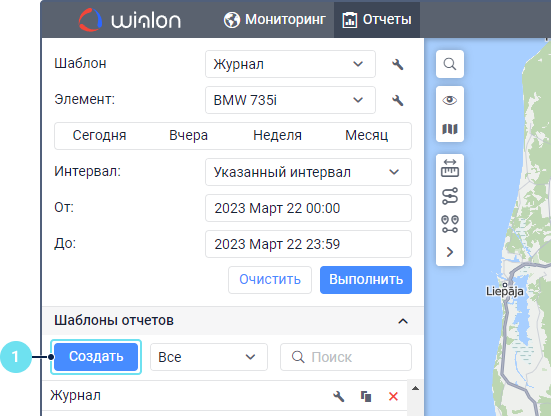 wialon Мониторинг Отчеты
Шаблон Журнал
Элемент: BMW 735i
Сегодня Вчера Неделя Месяц
Интервал: Указанный интервал
От: 2023 Март 22 00:00
До: 2023 Март 22 23:59
Очистить Выполнить
Liepāja
Шаблоны отчетов
1 Создать Все Поиск
Журнал